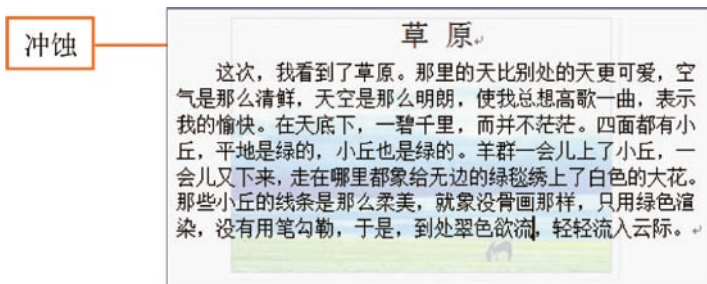 冲蚀
草 原
这次，我看到了草原。那里的天比别处的天更可爱，空
气是那么清鲜，天空是那么明朗，使我总想高歌一曲，表示
我的愉快。在天底下，一碧千里，而并不茫茫。四面都有小
丘，平地是绿的，小丘也是绿的。羊群一会儿上了小丘，一
会儿又下来，走在哪里都象给无边的绿毯绣上了白色的大花。
那些小丘的线条是那么柔美，就象没骨画那样，只用绿色渲
染，没有用笔勾勒，于是，到处翠色欲流，轻轻流入云际。